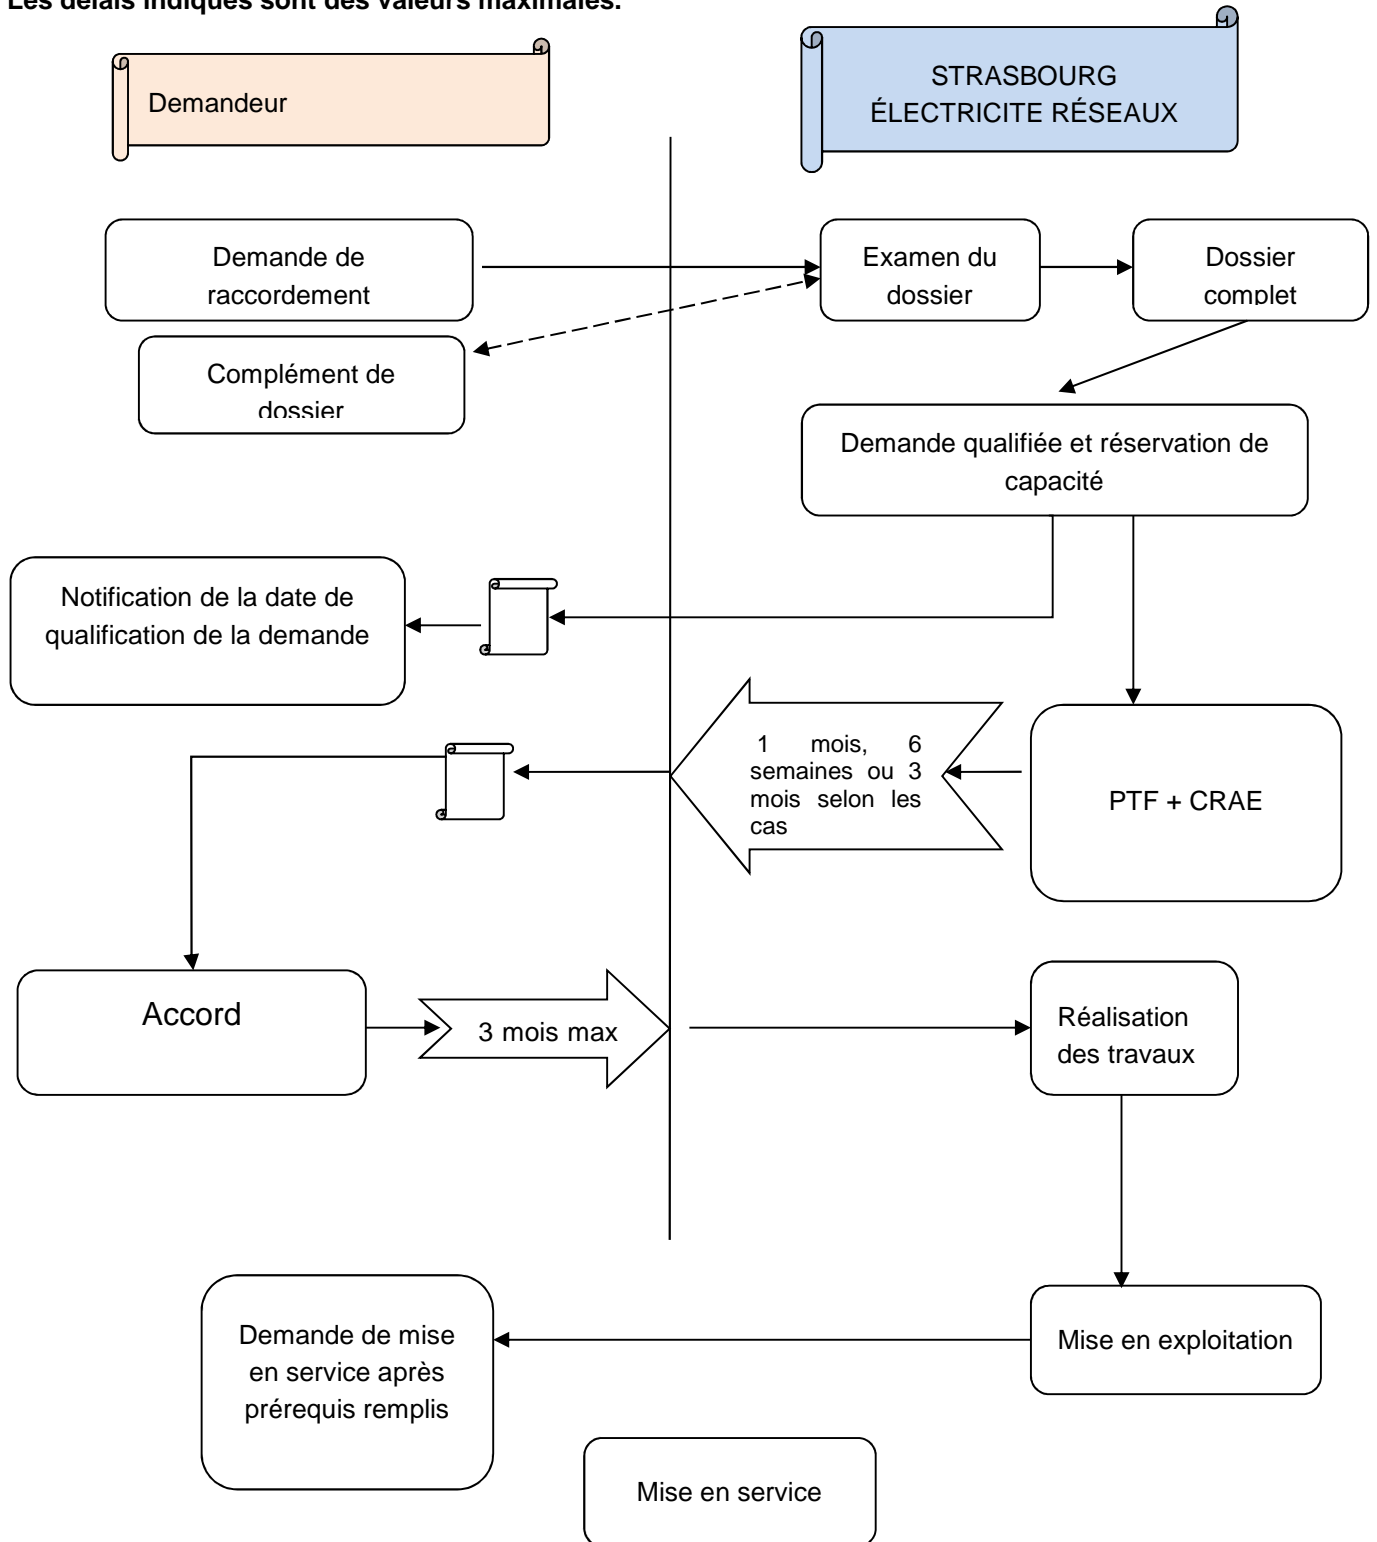 Les délais indiqués sont des valeurs maximales.
Demandeur
STRASBOURG
ÉLECTRICITE RÉSEAUX
Demande de
raccordement
Examen du
dossier
Dossier
complet
Complément de
dossier
Demande qualifiée et réservation de
capacité
Notification de la date de
qualification de la demande
1 mois, 6
semaines ou 3
mois selon les
cas
PTF + CRAE
Accord
3 mois max
Réalisation
des travaux
Demande de mise
en service après
prérequis remplis
Mise en exploitation
Mise en service